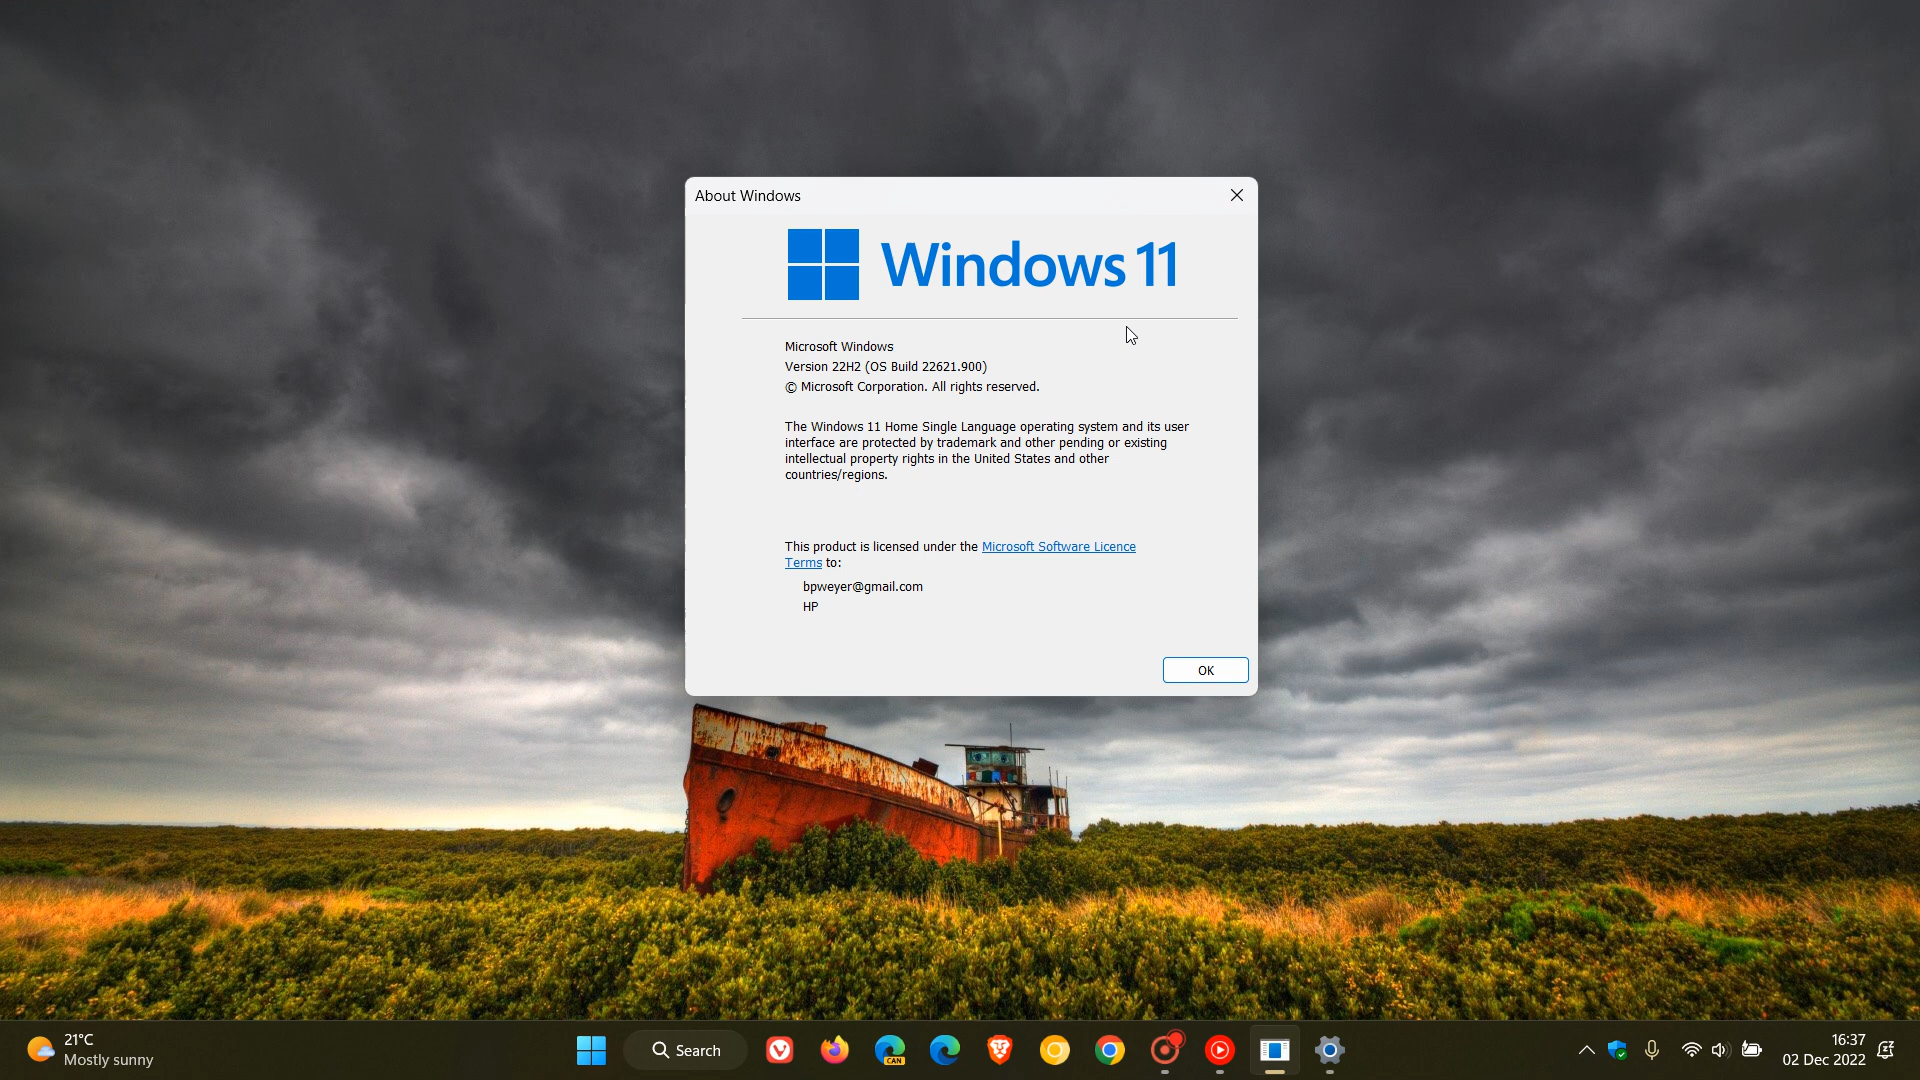 About Windows
Windows 11
Microsoft Windows
Version 22H2 (OS Build 22621.900)
© Microsoft Corporation. All rights reserved.
The Windows 11 Home Single Language operating system and its user
interface are protected by trademark and other pending or existing
intellectual property rights in the United States and other
countries/regions.
This product is licensed under the Microsoft Software Licence
Terms to:
bpweyer@gmail.com
HP
OK
21°C
Mostly sunny
Search
CAN
16:37
02 Dec 2022